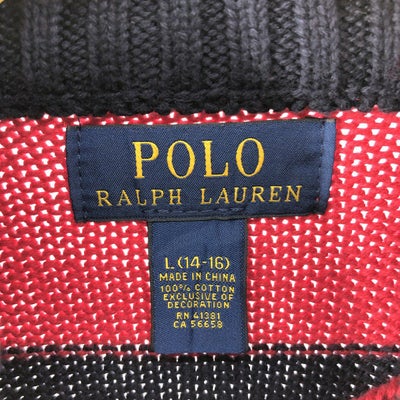 POLO
RALPH LAUREN
L (14-16)
MADE IN CHINA
100% COTTON
EXCLUSIVE OF
DECORATION
RN 41381
CA 56658